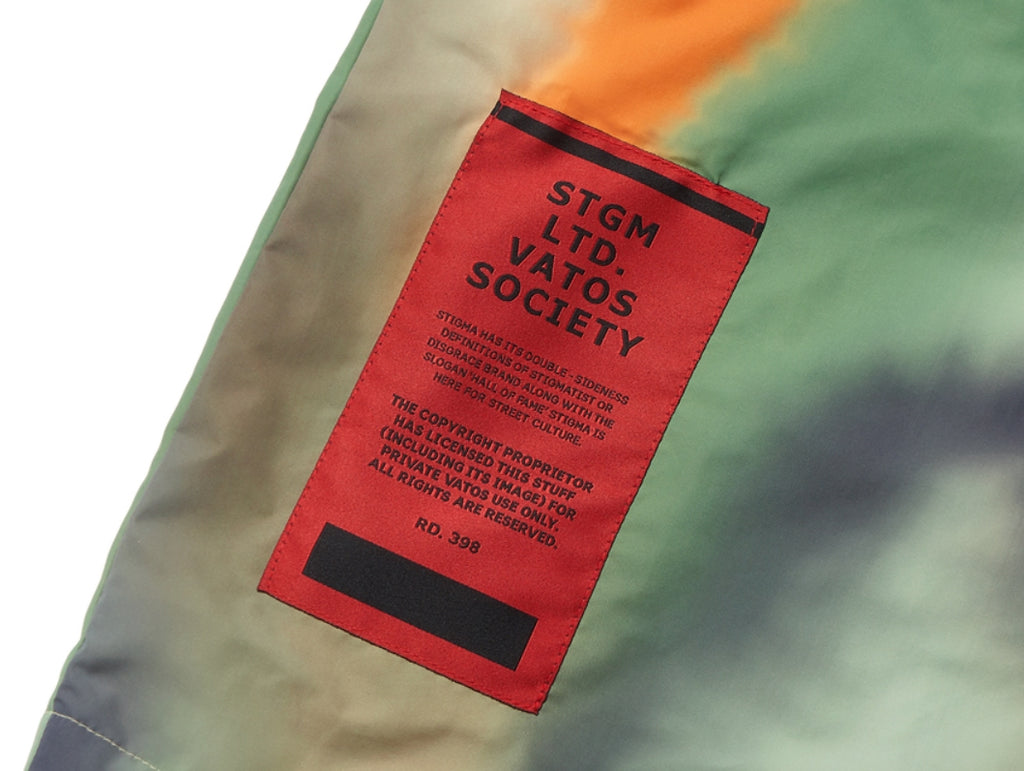 STGM
LTD.
VATOS
SOCIETY
STIGMA HAS ITS DOUBLE - SIDENESS
DEFINITIONS OF STIGMATIST OR
DISGRACE BRAND ALONG WITH THE
SLOGAN 'HALL OF FAME' STIGMA IS
HERE FOR STREET CULTURE.
THE COPYRIGHT PROPRIETOR
HAS LICENSED THIS STUFF
(INCLUDING ITS IMAGE) FOR
PRIVATE VATOS USE ONLY.
ALL RIGHTS ARE RESERVED.
RD. 398